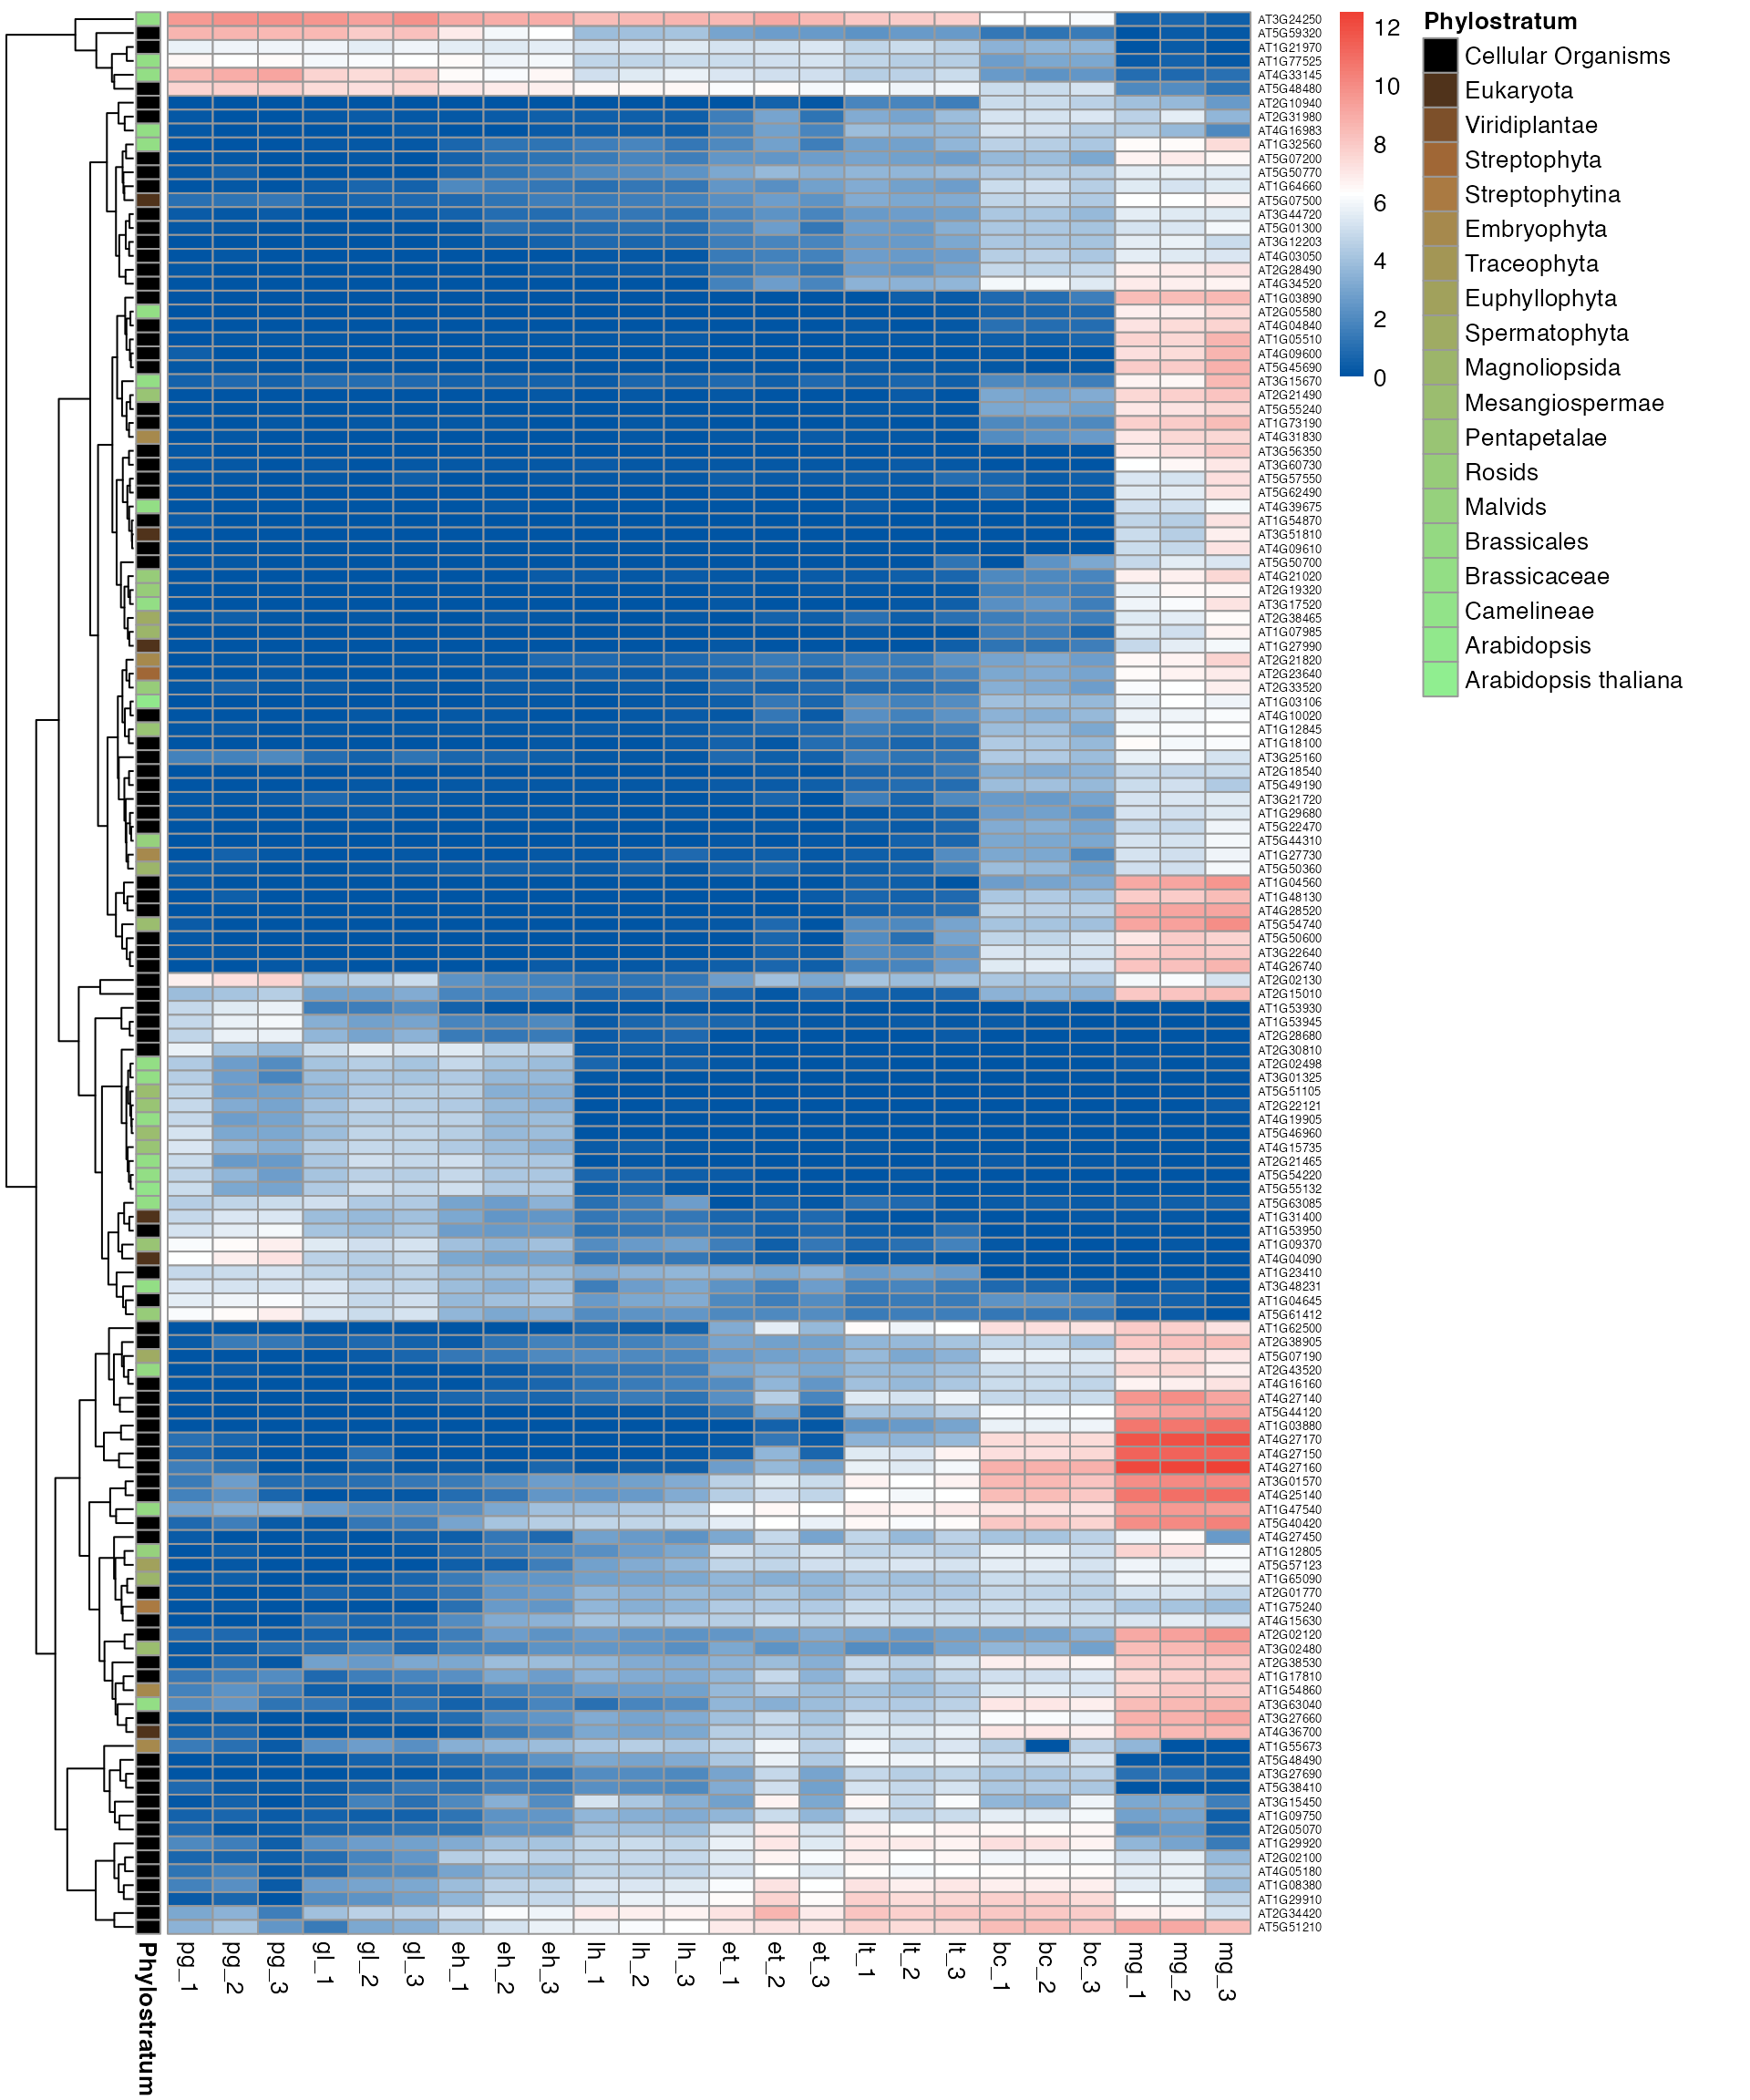 AT3G24250
AT5G59320
AT1G21970
AT1G77525
AT4G33145
AT5G48480
AT2G10940
AT2G31980
AT4G16983
AT1G32560
AT5G07200
AT5G50770
AT1G64660
AT5G07500
AT3G44720
AT5G01300
AT3G12203
AT4G03050
AT2G28490
AT4G34520
AT1G03890
AT2G05580
AT4G04840
AT1G05510
AT4G09600
AT5G45690
AT3G15670
AT2G21490
AT5G55240
AT1G73190
AT4G31830
AT3G56350
AT3G60730
AT5G57550
AT5G62490
AT4G39675
AT1G54870
AT3G51810
AT4G09610
AT5G50700
AT4G21020
AT2G19320
AT3G17520
AT2G38465
AT1G07985
AT1G27990
AT2G21820
AT2G23640
AT2G33520
AT1G03106
AT4G10020
AT1G12845
AT1G18100
AT3G25160
AT2G18540
AT5G49190
AT3G21720
AT1G29680
AT5G22470
AT5G44310
AT1G27730
AT5G50360
AT1G04560
AT1G48130
AT4G28520
AT5G54740
AT5G50600
AT3G22640
AT4G26740
AT2G02130
AT2G15010
AT1G53930
AT1G53945
AT2G28680
AT2G30810
AT2G02498
AT3G01325
AT5G51105
AT2G22121
AT4G19905
AT5G46960
AT4G15735
AT2G21465
AT5G54220
AT5G55132
AT5G63085
AT1G31400
AT1G53950
AT1G09370
AT4G04090
AT1G23410
AT3G48231
AT1G04645
AT5G61412
AT1G62500
AT2G38905
AT5G07190
AT2G43520
AT4G16160
AT4G27140
AT5G44120
AT1G03880
AT4G27170
AT4G27150
AT4G27160
AT3G01570
AT4G25140
AT1G47540
AT5G40420
AT4G27450
AT1G12805
AT5G57123
AT1G65090
AT2G01770
AT1G75240
AT4G15630
AT2G02120
AT3G02480
AT2G38530
AT1G17810
AT1G54860
AT3G63040
AT3G27660
AT4G36700
AT1G55673
AT5G48490
AT3G27690
AT5G38410
AT3G15450
AT1G09750
AT2G05070
AT1G29920
AT2G02100
AT4G05180
AT1G08380
AT1G29910
AT2G34420
AT5G51210
Phylostratum
pg_1
pg_2
pg_3
gl_1
gl_2
gl_3
eh_1
eh_2
eh_3
lh_1
lh_2
lh_3
et_1
et_2
et_3
lt_1
lt_2
lt_3
bc_1
bc_2
bc_3
mg_1
mg_2
mg_3
12
10
8
6
4
2
0
Phylostratum
Cellular Organisms
Eukaryota
Viridiplantae
Streptophyta
Streptophytina
Embryophyta
Traceophyta
Euphyllophyta
Spermatophyta
Magnoliopsida
Mesangiospermae
Pentapetalae
Rosids
Malvids
Brassicales
Brassicaceae
Camelineae
Arabidopsis
Arabidopsis thaliana